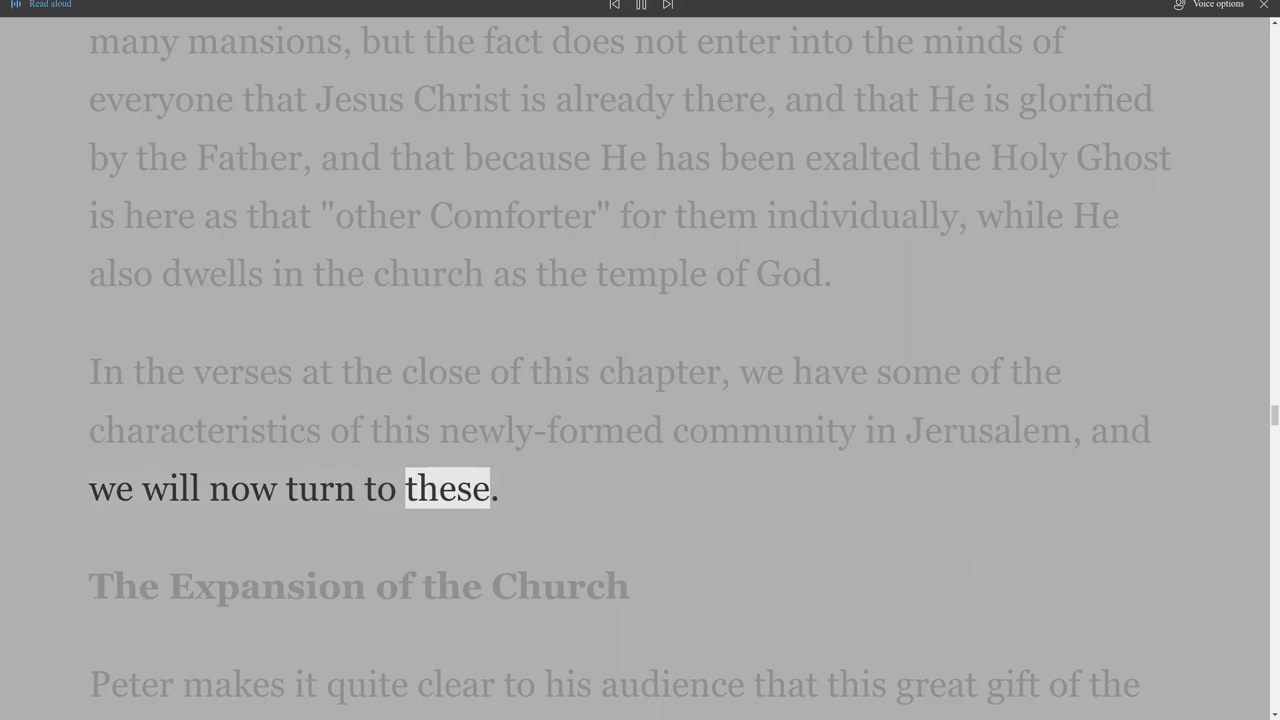 Read aloud
Voice options
many mansions, but the fact does not enter into the minds of
everyone that Jesus Christ is already there, and that He is glorified
by the Father, and that because He has been exalted the Holy Ghost
is here as that "other Comforter" for them individually, while He
also dwells in the church as the temple of God.
In the verses at the close of this chapter, we have some of the
characteristics of this newly-formed community in Jerusalem, and
we will now turn to these.
The Expansion of the Church
Peter makes it quite clear to his audience that this great gift of the